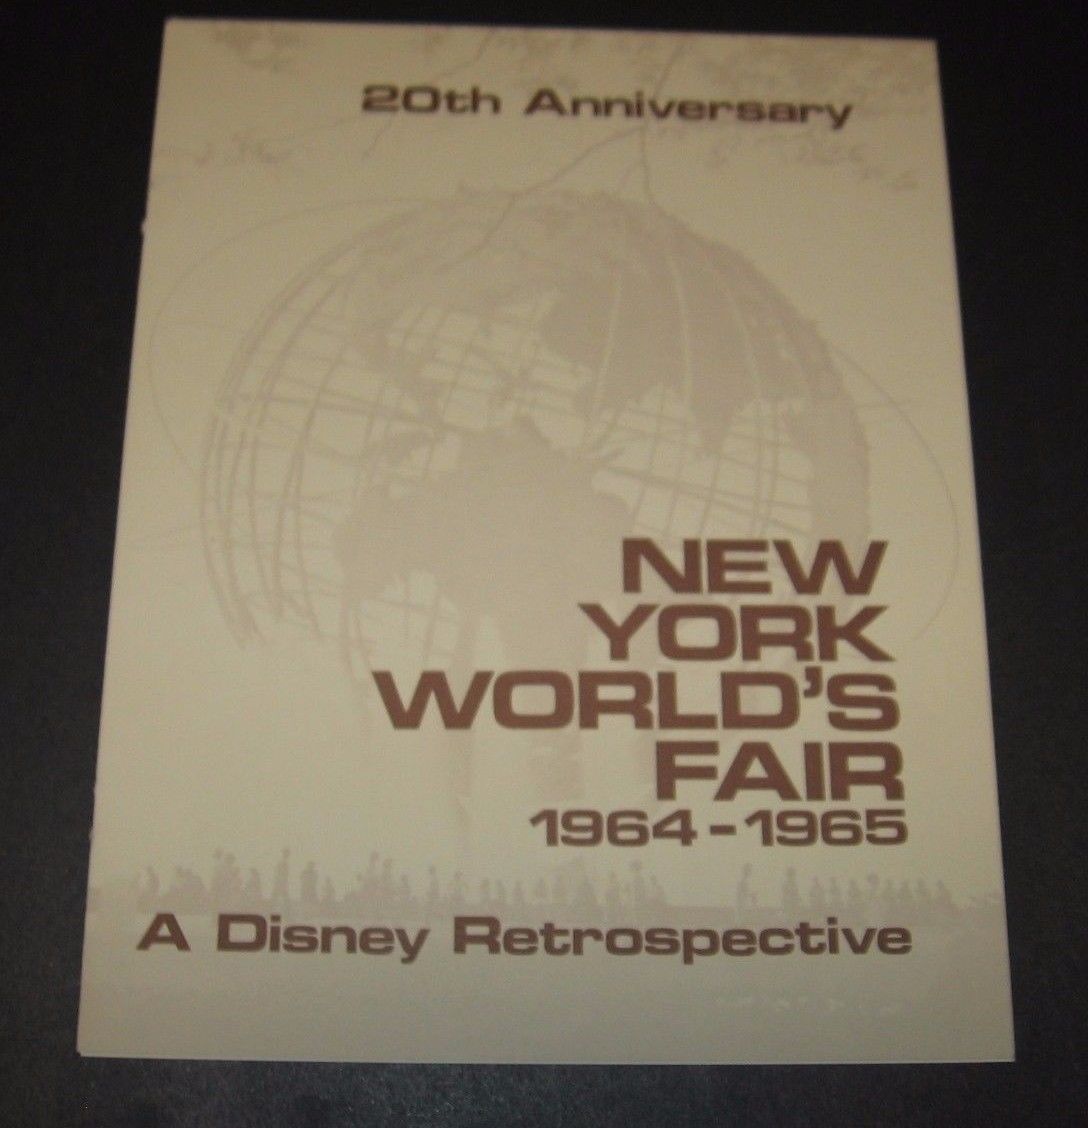 20th Anniversary
NEW
YORK
WORLD'S
FAIR
1964-1965
A Disney Retrospective